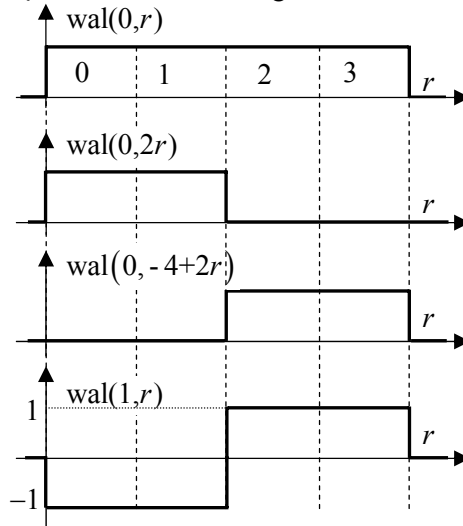 wal(0,r)
0 1 2 3 r
wal(0,2r)
r
wal(0, - 4+2r)
r
wal(1,r)
1 r
−1